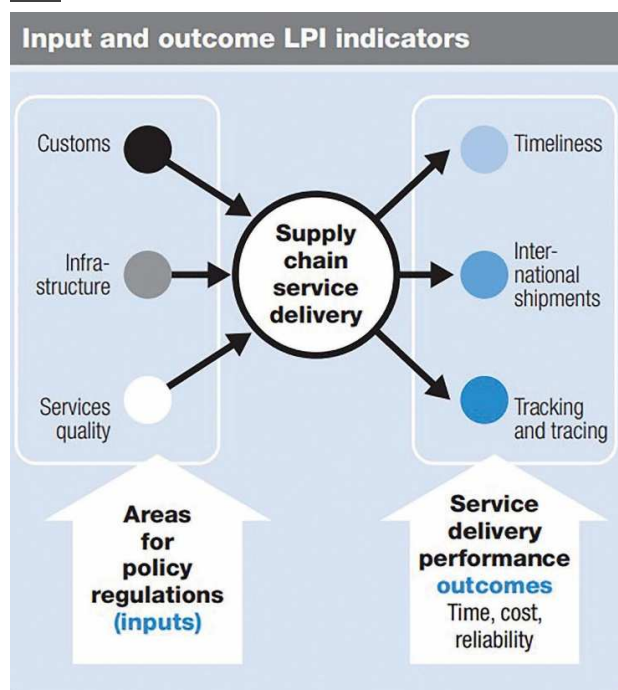 Input and outcome LPI indicators
Customs
Infra-
structure
Services
quality
Supply
chain
service
delivery
Timeliness
Inter-
national
shipments
Tracking
and tracing
Areas
for
policy
regulations
(inputs)
Service
delivery
performance
outcomes
Time, cost,
reliability